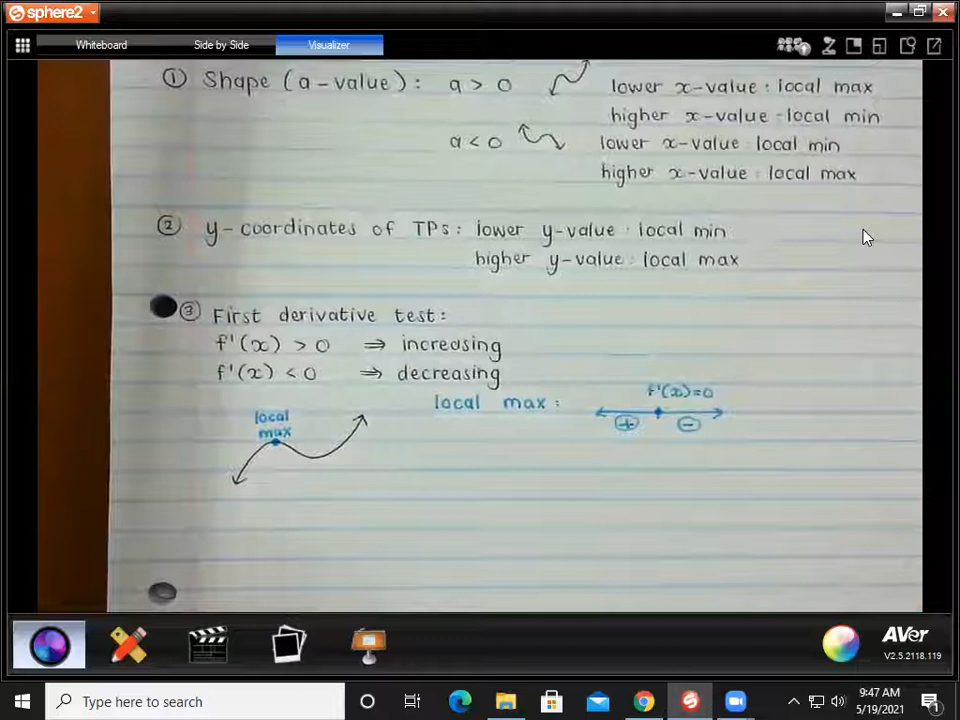 sphere2
Whiteboard
Side by Side
Visualizer
① Shape (a-value): a > 0 lower x-value : local max
higher x-value : local min
a < 0 lower x-value : local min
higher x-value : local max
② y-coordinates of TPs: lower y-value : local min
higher y-value : local max
③ First derivative test:
f'(x) > 0 ⇒ increasing
f'(x) < 0 ⇒ decreasing
local max :
f'(x)=0
+ −
local
max
AVer
V2.5.2118.119
Type here to search
9:47 AM
5/19/2021
1